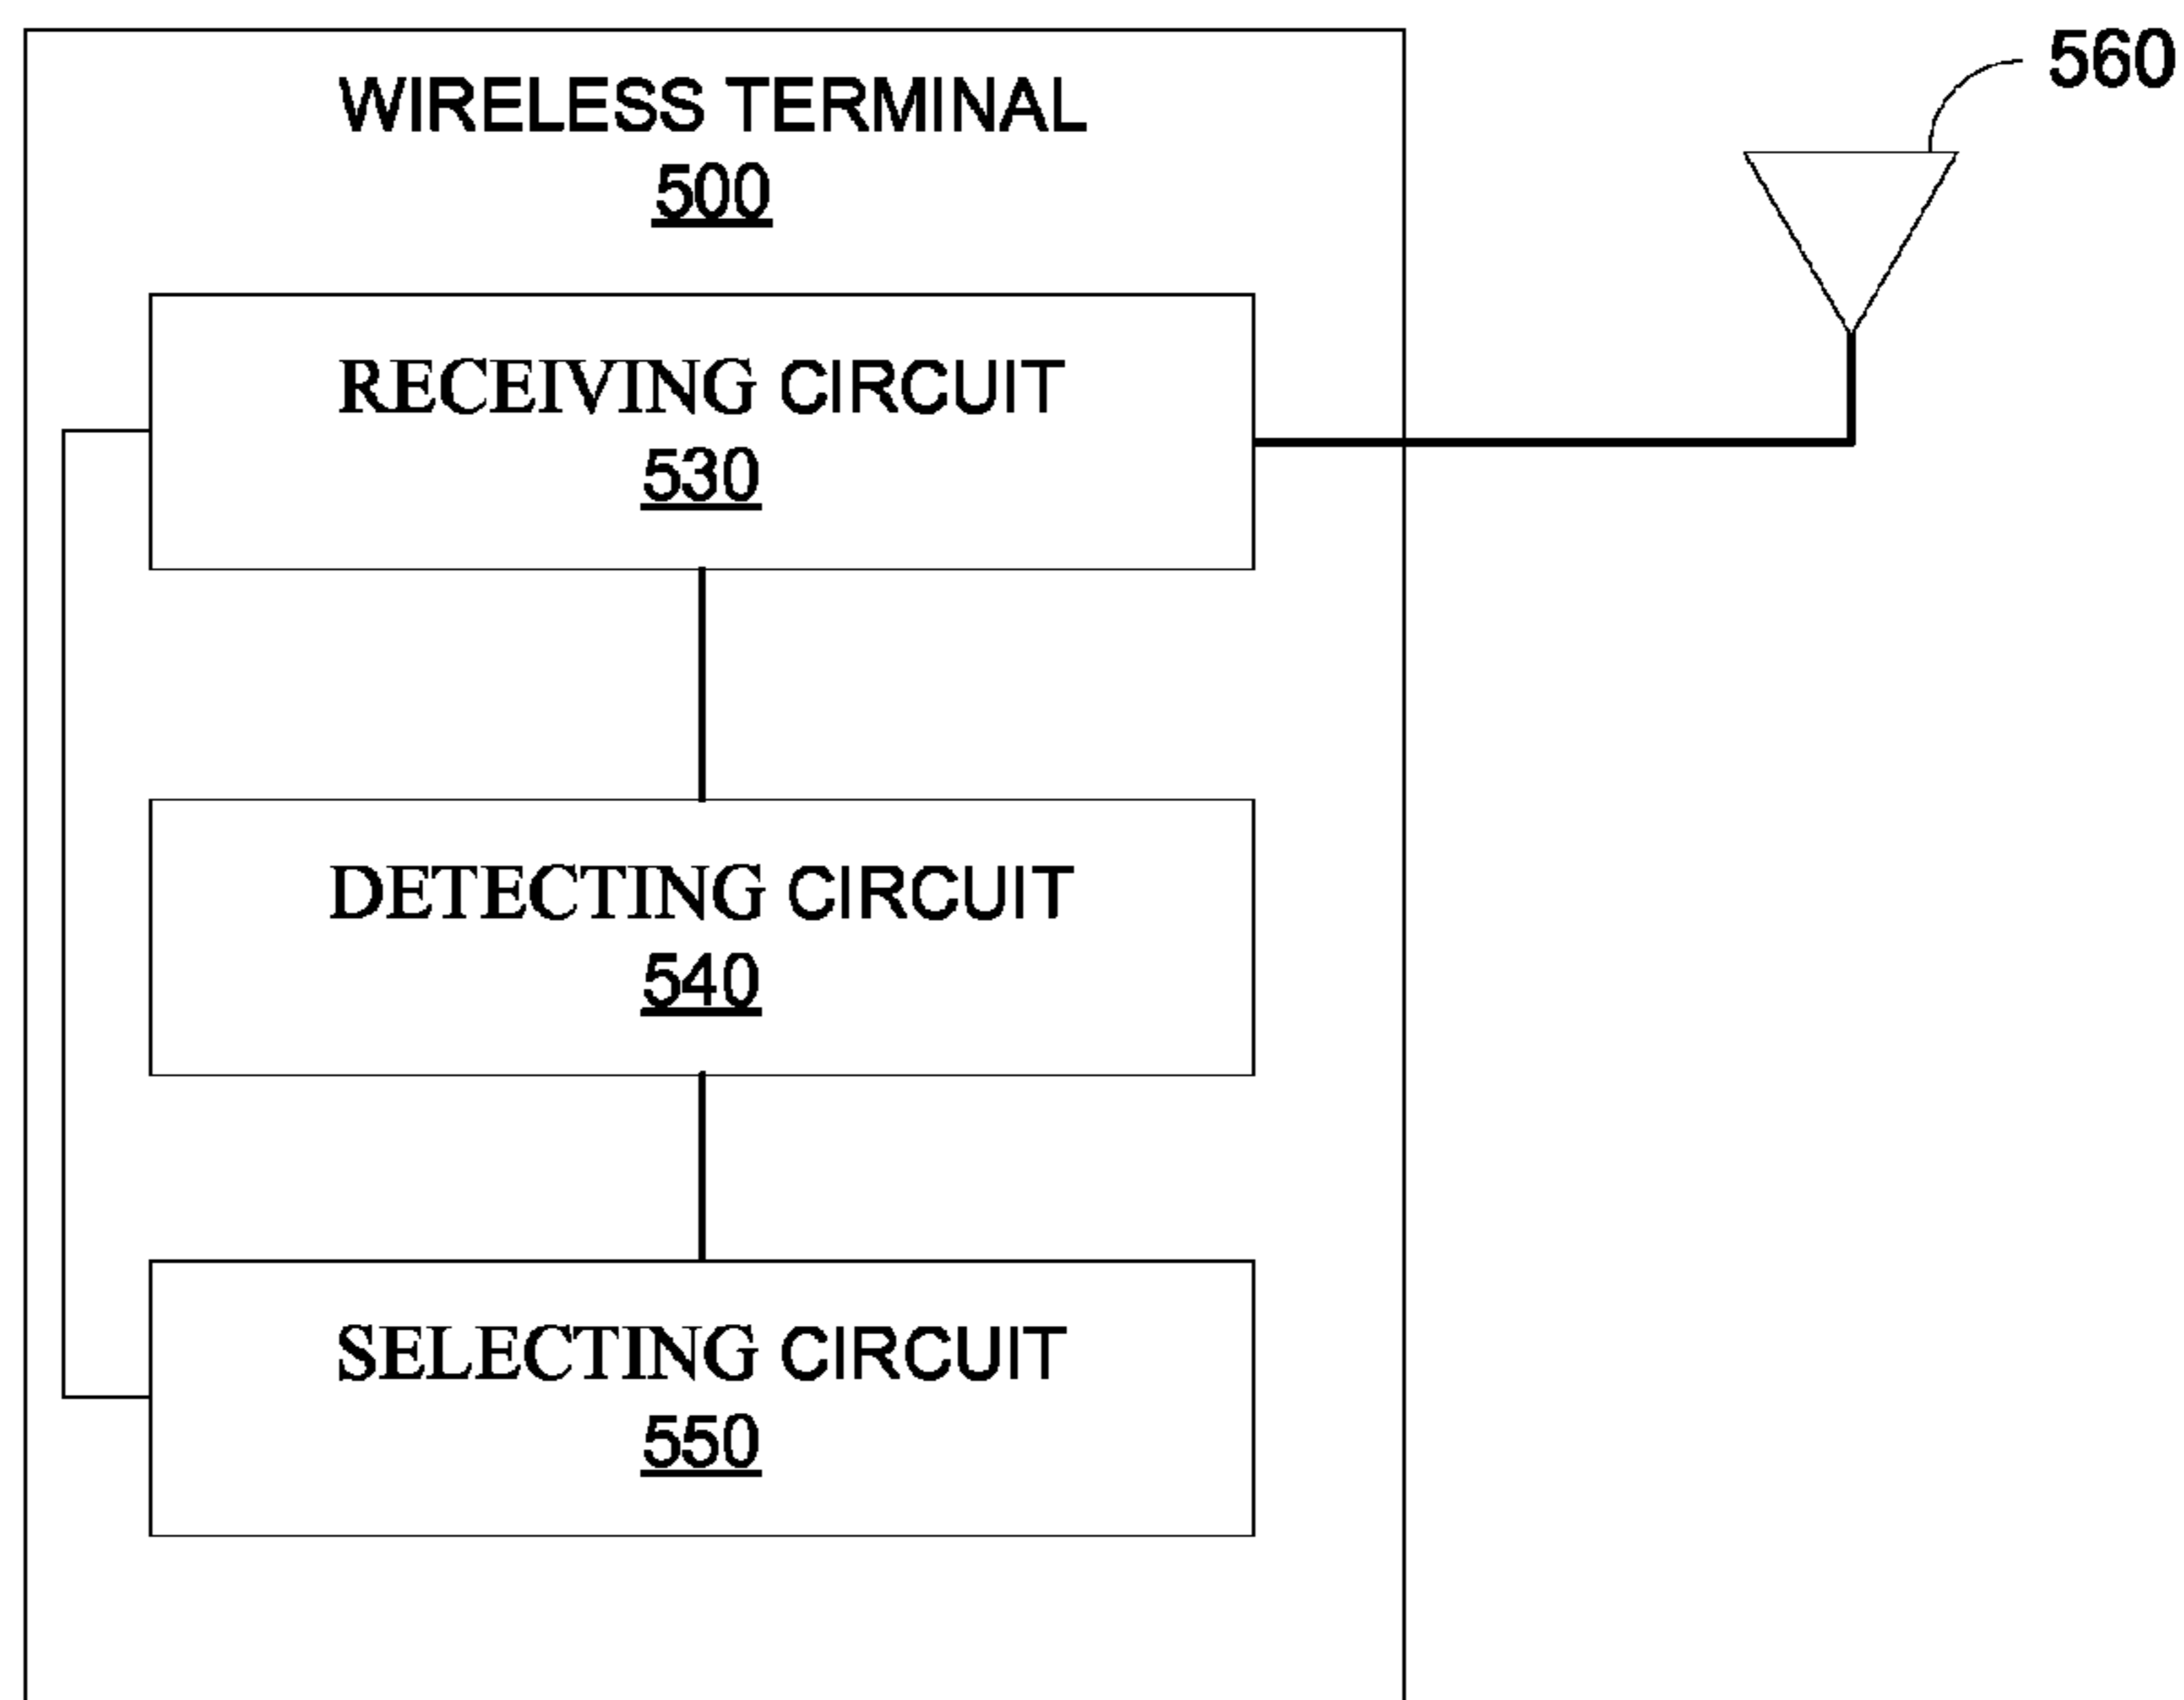 560
WIRELESS TERMINAL
500
RECEIVING CIRCUIT
530
DETECTING CIRCUIT
540
SELECTING CIRCUIT
550